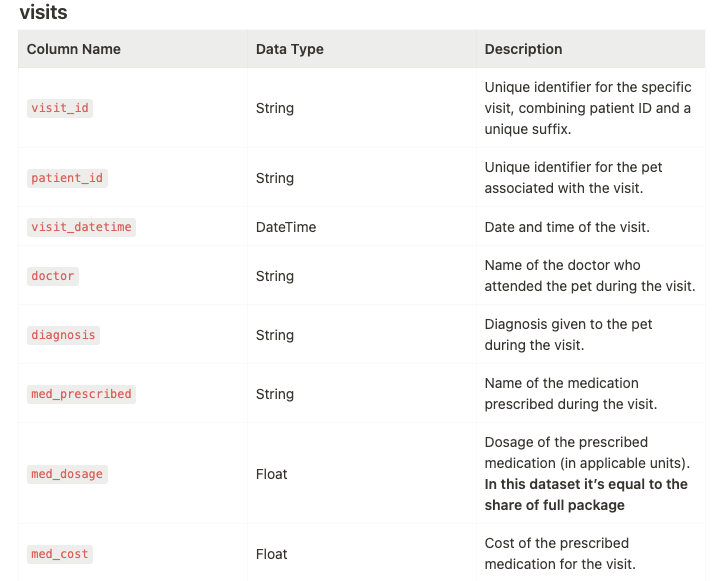 visits
Column Name Data Type Description
visit_id String Unique identifier for the specific
visit, combining patient ID and a
unique suffix.
patient_id String Unique identifier for the pet
associated with the visit.
visit_datetime DateTime Date and time of the visit.
doctor String Name of the doctor who
attended the pet during the visit.
diagnosis String Diagnosis given to the pet
during the visit.
med_prescribed String Name of the medication
prescribed during the visit.
med_dosage Float Dosage of the prescribed
medication (in applicable units).
In this dataset it’s equal to the
share of full package
med_cost Float Cost of the prescribed
medication for the visit.